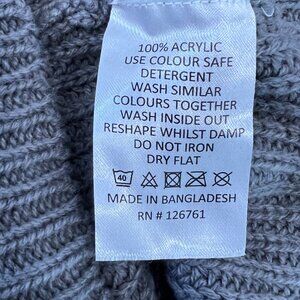 100% ACRYLIC
USE COLOUR SAFE
DETERGENT
WASH SIMILAR
COLOURS TOGETHER
WASH INSIDE OUT
RESHAPE WHILST DAMP
DO NOT IRON
DRY FLAT
40
MADE IN BANGLADESH
RN # 126761